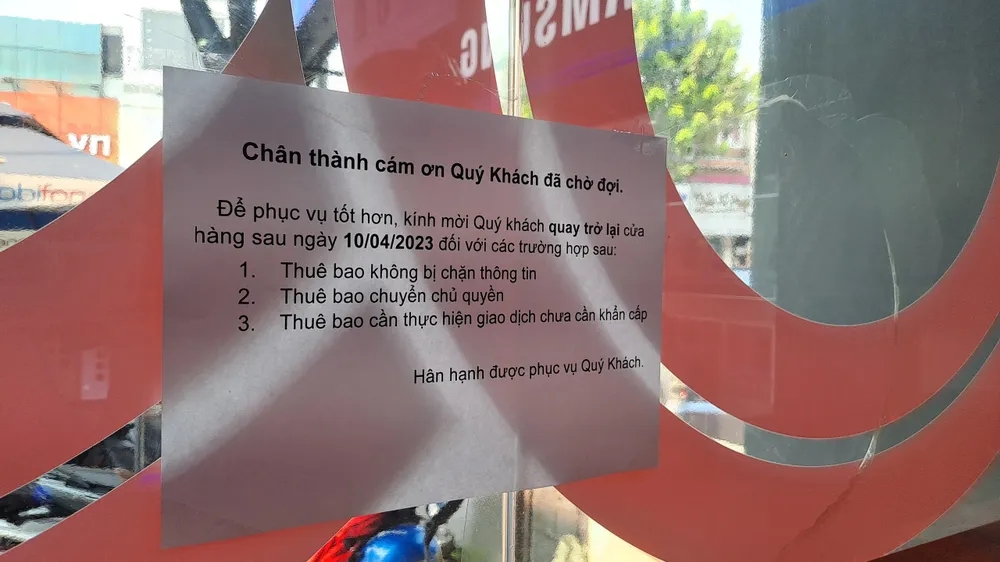 SAMSUNG
vn
obifon
Chân thành cám ơn Quý Khách đã chờ đợi.
Để phục vụ tốt hơn, kính mời Quý khách quay trở lại cửa
hàng sau ngày 10/04/2023 đối với các trường hợp sau:
1. Thuê bao không bị chặn thông tin
2. Thuê bao chuyển chủ quyền
3. Thuê bao cần thực hiện giao dịch chưa cần khẩn cấp
Hân hạnh được phục vụ Quý Khách.